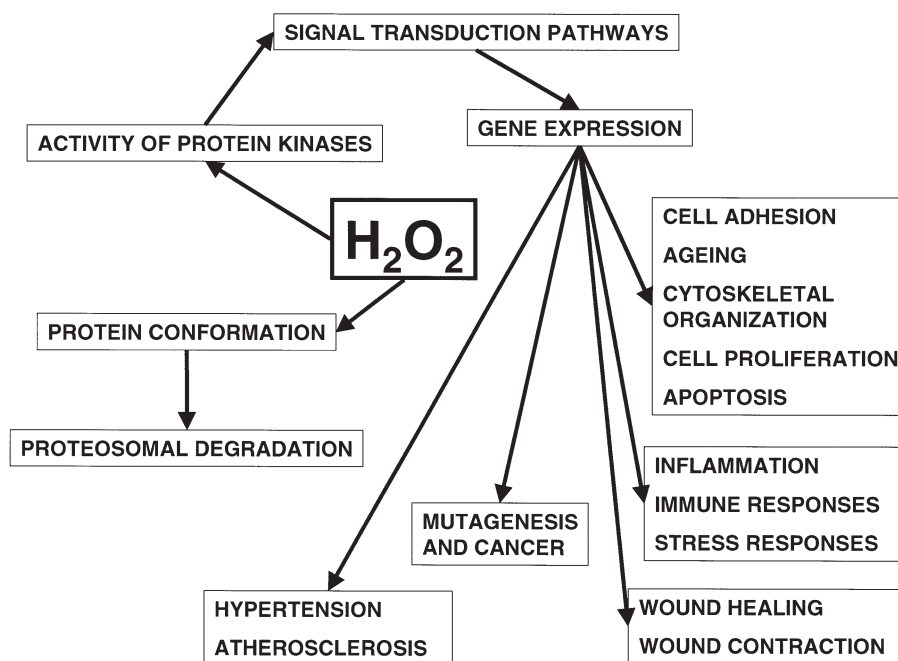 SIGNAL TRANSDUCTION PATHWAYS
GENE EXPRESSION
ACTIVITY OF PROTEIN KINASES
H₂O₂
CELL ADHESION
AGEING
CYTOSKELETAL
ORGANIZATION
CELL PROLIFERATION
APOPTOSIS
PROTEIN CONFORMATION
PROTEOSOMAL DEGRADATION
INFLAMMATION
IMMUNE RESPONSES
STRESS RESPONSES
MUTAGENESIS
AND CANCER
HYPERTENSION
ATHEROSCLEROSIS
WOUND HEALING
WOUND CONTRACTION